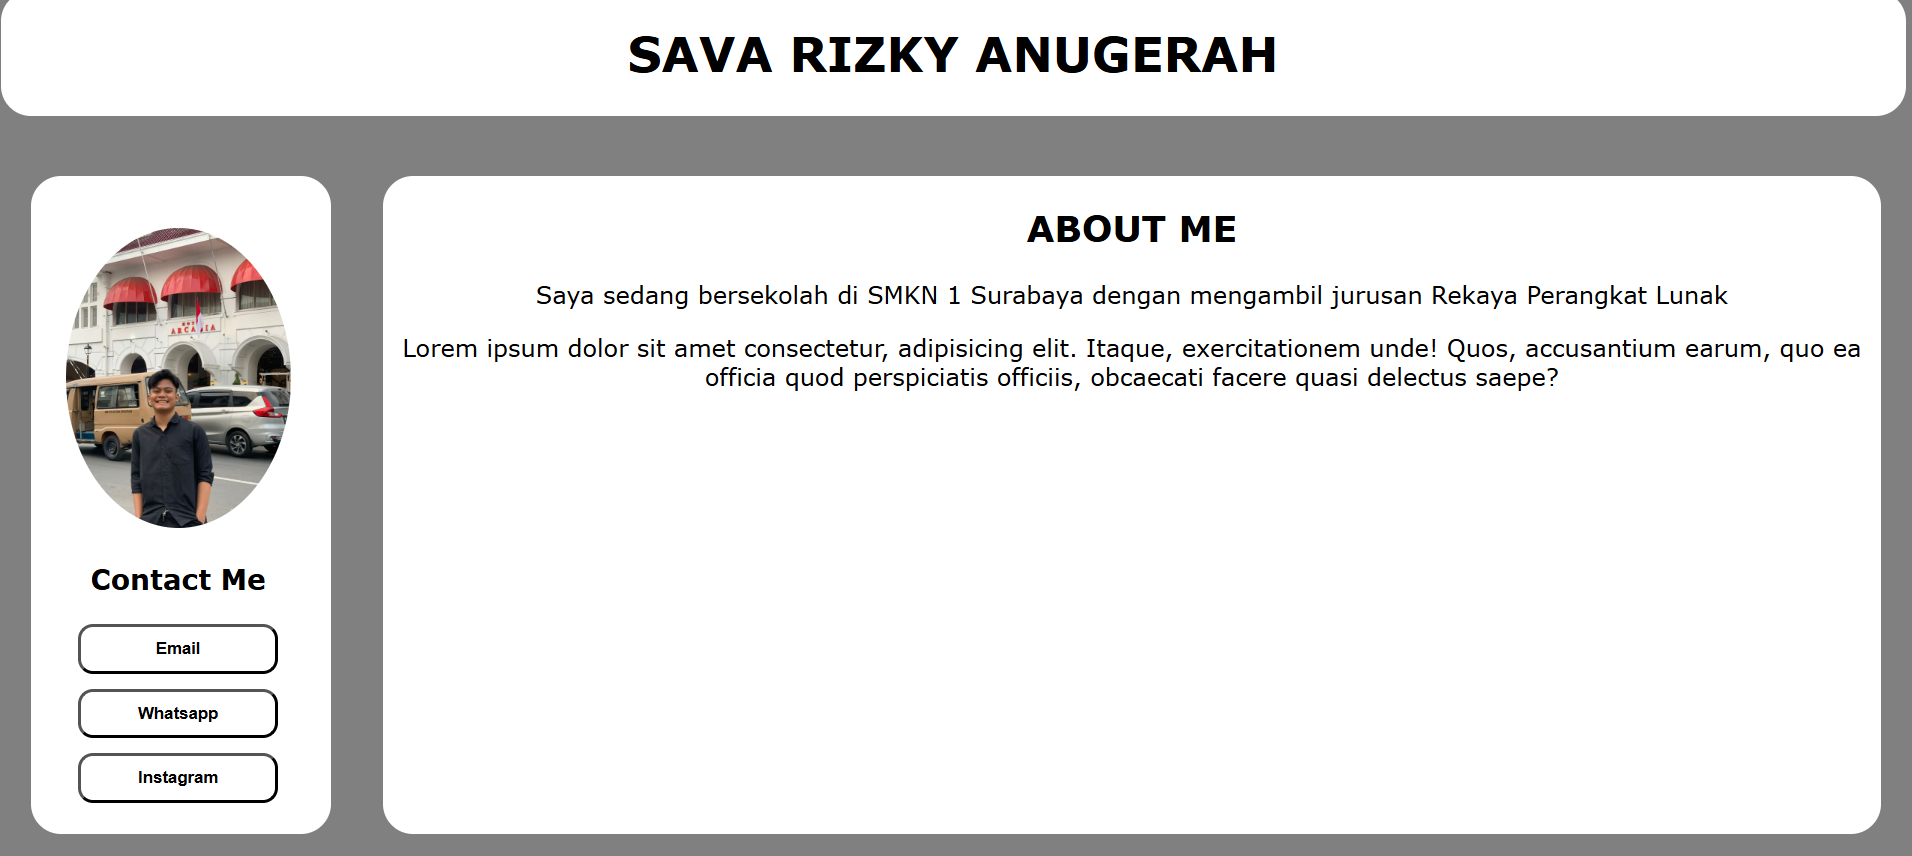 SAVA RIZKY ANUGERAH
ARCADIA
Contact Me
Email
Whatsapp
Instagram
ABOUT ME
Saya sedang bersekolah di SMKN 1 Surabaya dengan mengambil jurusan Rekaya Perangkat Lunak
Lorem ipsum dolor sit amet consectetur, adipisicing elit. Itaque, exercitationem unde! Quos, accusantium earum, quo ea
officia quod perspiciatis officiis, obcaecati facere quasi delectus saepe?